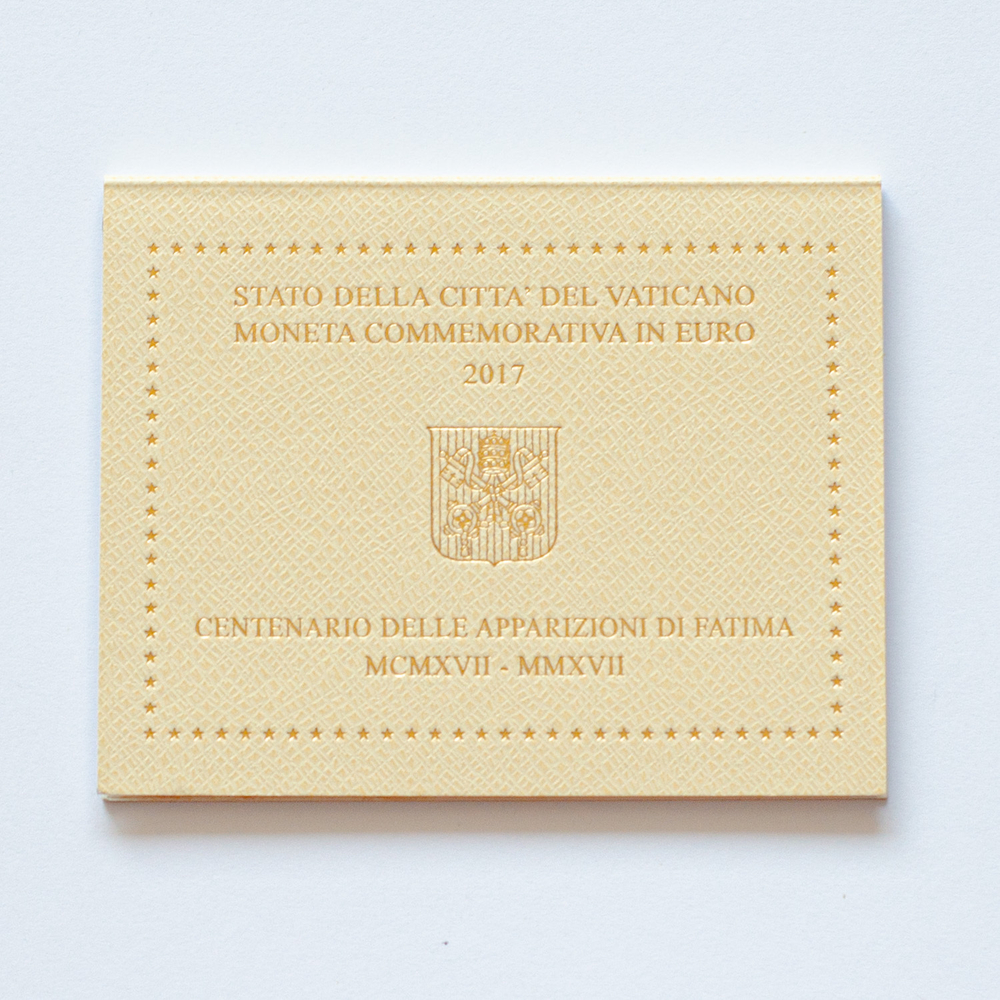 STATO DELLA CITTA' DEL VATICANO
MONETA COMMEMORATIVA IN EURO
2017
CENTENARIO DELLE APPARIZIONI DI FATIMA
MCMXVII - MMXVII